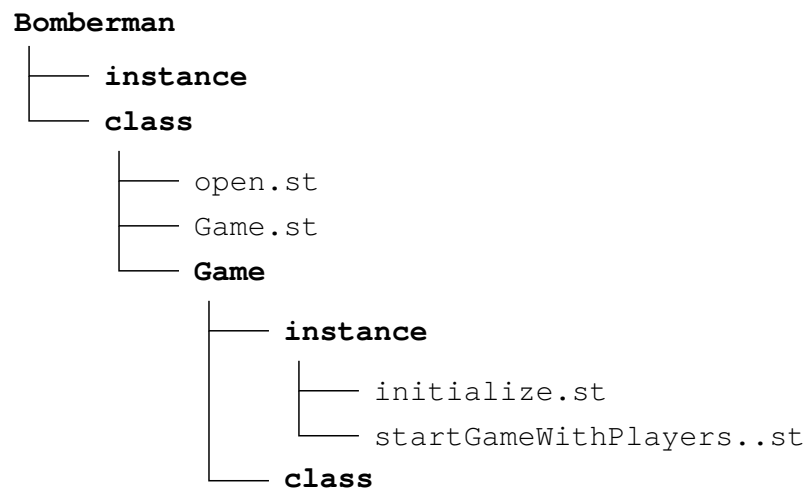 Bomberman
instance
class
open.st
Game.st
Game
instance
initialize.st
startGameWithPlayers..st
class